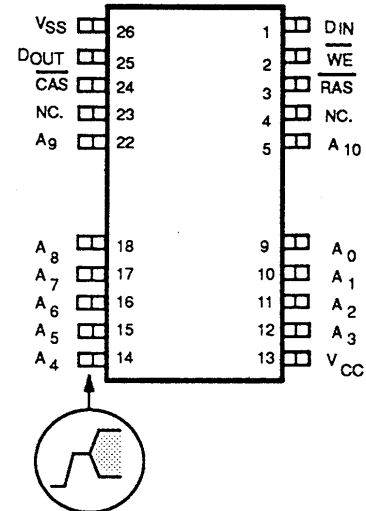 VSS 26 1 DIN
DOUT 25 2 WE
CAS 24 3 RAS
NC. 23 4 NC.
A9 22 5 A10
A8 18 9 A0
A7 17 10 A1
A6 16 11 A2
A5 15 12 A3
A4 14 13 VCC